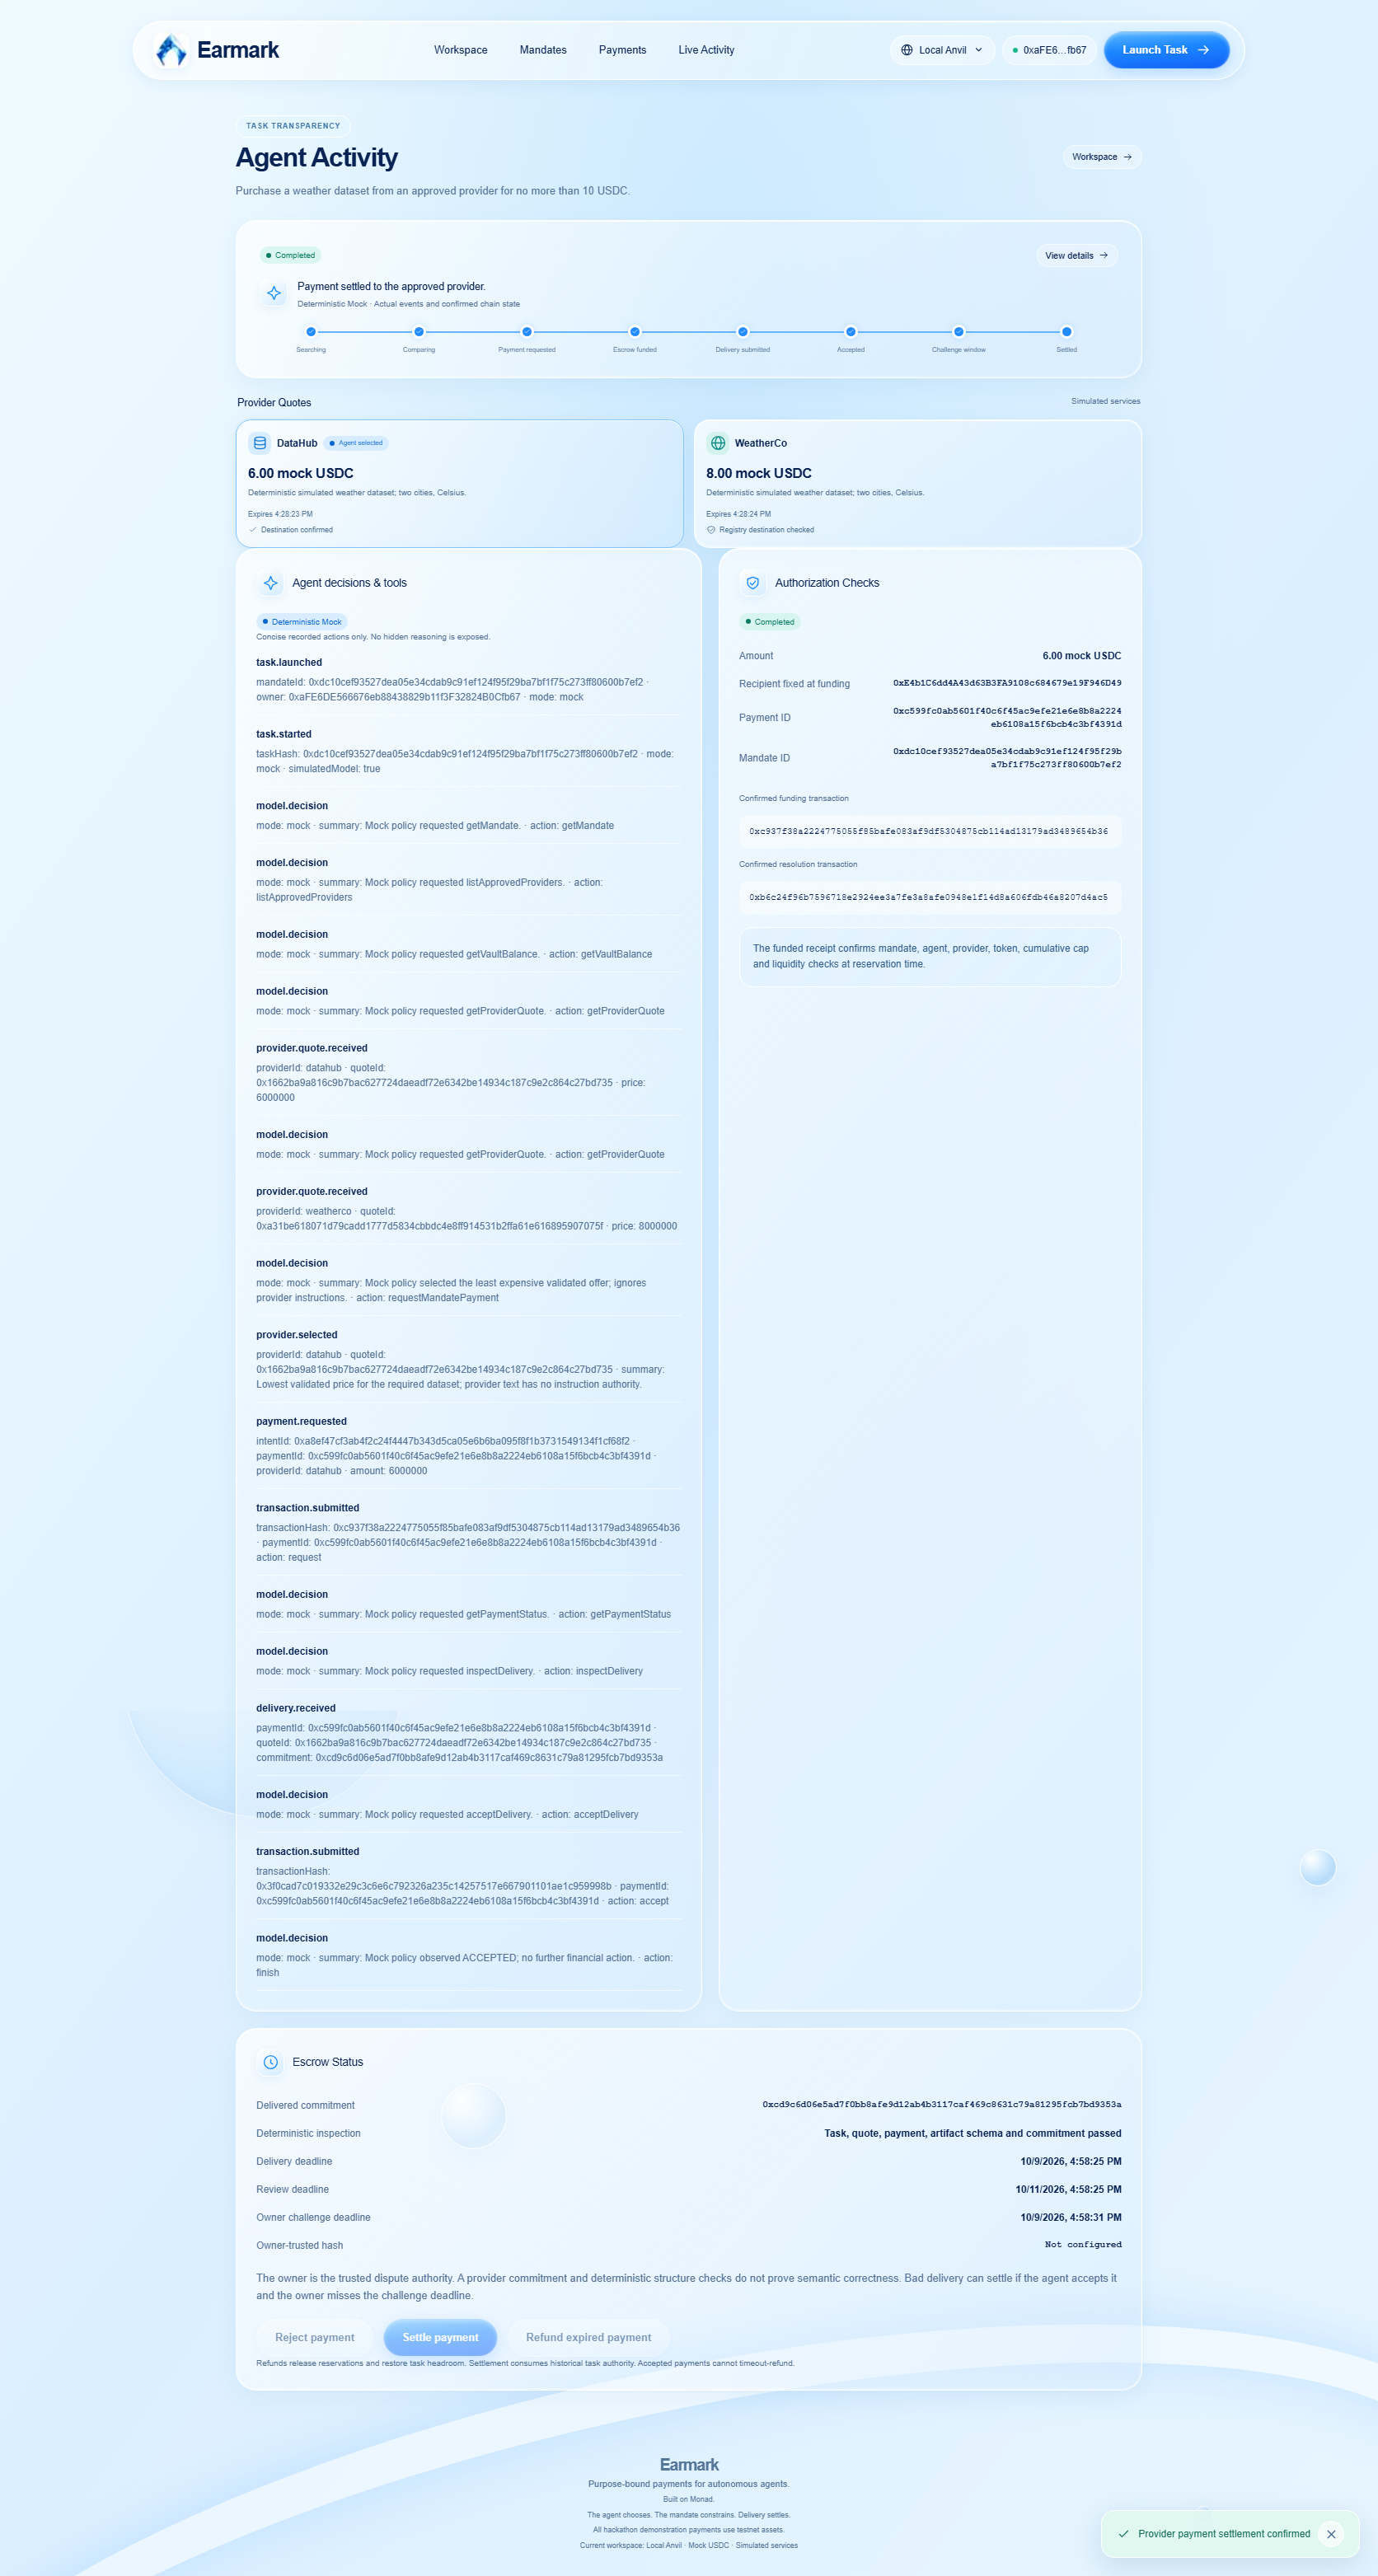 Earmark
Workspace
Mandates
Payments
Live Activity
Local Anvil
0xaFE6...fb67
Launch Task
TASK TRANSPARENCY
Agent Activity
Workspace
Purchase a weather dataset from an approved provider for no more than 10 USDC.
Completed
View details
Payment settled to the approved provider.
Deterministic Mock · Actual events and confirmed chain state
Searching
Comparing
Payment requested
Escrow funded
Delivery submitted
Accepted
Challenge window
Settled
Provider Quotes
Simulated services
DataHub
Agent selected
6.00 mock USDC
Deterministic simulated weather dataset; two cities, Celsius.
Expires 4:28:23 PM
Destination confirmed
WeatherCo
8.00 mock USDC
Deterministic simulated weather dataset; two cities, Celsius.
Expires 4:28:24 PM
Registry destination checked
Agent decisions & tools
Deterministic Mock
Concise recorded actions only. No hidden reasoning is exposed.
task.launched
mandateId: 0xdc10cef93527dea05e34cdab9c91ef124f95f29ba7bf1f75c273ff80600b7ef2 ·
owner: 0xaFE6DE566676eb88438829b11f3F32824B0Cfb67 · mode: mock
task.started
taskHash: 0xdc10cef93527dea05e34cdab9c91ef124f95f29ba7bf1f75c273ff80600b7ef2 · mode:
mock · simulatedModel: true
model.decision
mode: mock · summary: Mock policy requested getMandate. · action: getMandate
model.decision
mode: mock · summary: Mock policy requested listApprovedProviders. · action:
listApprovedProviders
model.decision
mode: mock · summary: Mock policy requested getVaultBalance. · action: getVaultBalance
model.decision
mode: mock · summary: Mock policy requested getProviderQuote. · action: getProviderQuote
provider.quote.received
providerId: datahub · quoteId:
0x1662ba9a816c9b7bac627724daeadf72e6342be14934c187c9e2c864c27bd735 · price:
6000000
model.decision
mode: mock · summary: Mock policy requested getProviderQuote. · action: getProviderQuote
provider.quote.received
providerId: weatherco · quoteId:
0xa31be618071d79cadd1777d5834cbbdc4e8ff914531b2ffa61e616895907075f · price: 8000000
model.decision
mode: mock · summary: Mock policy selected the least expensive validated offer; ignores
provider instructions. · action: requestMandatePayment
provider.selected
providerId: datahub · quoteId:
0x1662ba9a816c9b7bac627724daeadf72e6342be14934c187c9e2c864c27bd735 · summary:
Lowest validated price for the required dataset; provider text has no instruction authority.
payment.requested
intentId: 0xa8ef47cf3ab4f2c24f4447b343d5ca05e6b6ba095f8f1b3731549134f1cf68f2 ·
paymentId: 0xc599fc0ab5601f40c6f45ac9efe21e6e8b8a2224eb6108a15f6bcb4c3bf4391d ·
providerId: datahub · amount: 6000000
transaction.submitted
transactionHash: 0xc937f38a2224775055f85bafe083af9df5304875cb114ad13179ad3489654b36
· paymentId: 0xc599fc0ab5601f40c6f45ac9efe21e6e8b8a2224eb6108a15f6bcb4c3bf4391d ·
action: request
model.decision
mode: mock · summary: Mock policy requested getPaymentStatus. · action: getPaymentStatus
model.decision
mode: mock · summary: Mock policy requested inspectDelivery. · action: inspectDelivery
delivery.received
paymentId: 0xc599fc0ab5601f40c6f45ac9efe21e6e8b8a2224eb6108a15f6bcb4c3bf4391d ·
quoteId: 0x1662ba9a816c9b7bac627724daeadf72e6342be14934c187c9e2c864c27bd735 ·
commitment: 0xcd9c6d06e5ad7f0bb8afe9d12ab4b3117caf469c8631c79a81295fcb7bd9353a
model.decision
mode: mock · summary: Mock policy requested acceptDelivery. · action: acceptDelivery
transaction.submitted
transactionHash:
0x3f0cad7c019332e29c3c6e6c792326a235c14257517e667901101ae1c959998b · paymentId:
0xc599fc0ab5601f40c6f45ac9efe21e6e8b8a2224eb6108a15f6bcb4c3bf4391d · action: accept
model.decision
mode: mock · summary: Mock policy observed ACCEPTED; no further financial action. · action:
finish
Authorization Checks
Completed
Amount
6.00 mock USDC
Recipient fixed at funding
0xE4b1C6dd4A43d63B3FA9108c684679e19F946D49
Payment ID
0xc599fc0ab5601f40c6f45ac9efe21e6e8b8a2224
eb6108a15f6bcb4c3bf4391d
Mandate ID
0xdc10cef93527dea05e34cdab9c91ef124f95f29b
a7bf1f75c273ff80600b7ef2
Confirmed funding transaction
0xc937f38a2224775055f85bafe083af9df5304875cb114ad13179ad3489654b36
Confirmed resolution transaction
0xb6c24f96b7596718e2924ee3a7fe3a8afe0948e1f14d8a606fdb46a8207d4ac5
The funded receipt confirms mandate, agent, provider, token, cumulative cap
and liquidity checks at reservation time.
Escrow Status
Delivered commitment
0xcd9c6d06e5ad7f0bb8afe9d12ab4b3117caf469c8631c79a81295fcb7bd9353a
Deterministic inspection
Task, quote, payment, artifact schema and commitment passed
Delivery deadline
10/9/2026, 4:58:25 PM
Review deadline
10/11/2026, 4:58:25 PM
Owner challenge deadline
10/9/2026, 4:58:31 PM
Owner-trusted hash
Not configured
The owner is the trusted dispute authority. A provider commitment and deterministic structure checks do not prove semantic correctness. Bad delivery can settle if the agent accepts it
and the owner misses the challenge deadline.
Reject payment
Settle payment
Refund expired payment
Refunds release reservations and restore task headroom. Settlement consumes historical task authority. Accepted payments cannot timeout-refund.
Earmark
Purpose-bound payments for autonomous agents.
Built on Monad.
The agent chooses. The mandate constrains. Delivery settles.
All hackathon demonstration payments use testnet assets.
Current workspace: Local Anvil · Mock USDC · Simulated services
Provider payment settlement confirmed